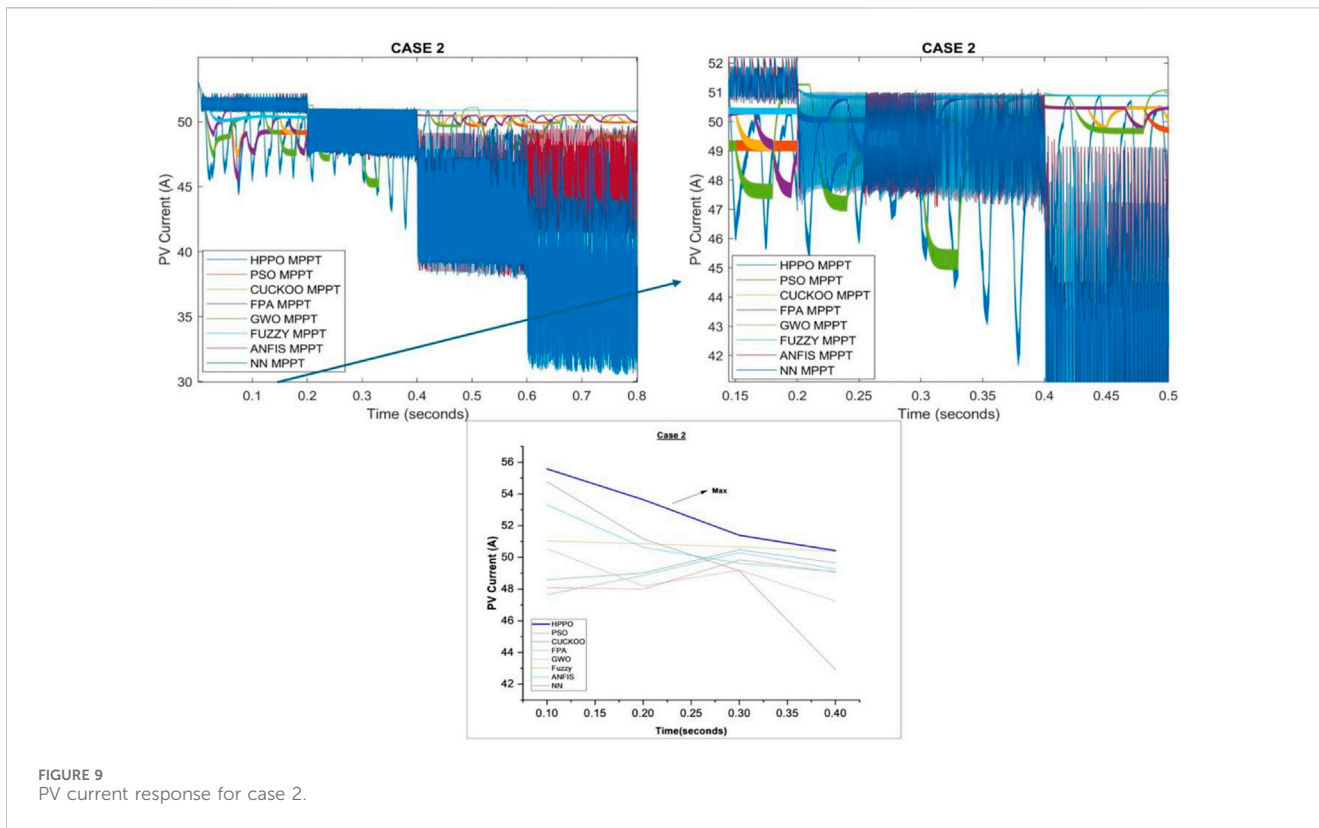 CASE 2
50
45
40
35
30
PV Current (A)
HPPO MPPT
PSO MPPT
CUCKOO MPPT
FPA MPPT
GWO MPPT
FUZZY MPPT
ANFIS MPPT
NN MPPT
0.1 0.2 0.3 0.4 0.5 0.6 0.7 0.8
Time (seconds)
CASE 2
52
51
50
49
48
47
46
45
44
43
42
PV Current (A)
HPPO MPPT
PSO MPPT
CUCKOO MPPT
FPA MPPT
GWO MPPT
FUZZY MPPT
ANFIS MPPT
NN MPPT
0.15 0.2 0.25 0.3 0.35 0.4 0.45 0.5
Time (seconds)
Case 2
56
54
52
50
48
46
44
42
PV Current (A)
Max
HPPO
PSO
CUCKOO
FPA
GWO
Fuzzy
ANFIS
NN
0.10 0.15 0.20 0.25 0.30 0.35 0.40
Time(seconds)
FIGURE 9
PV current response for case 2.